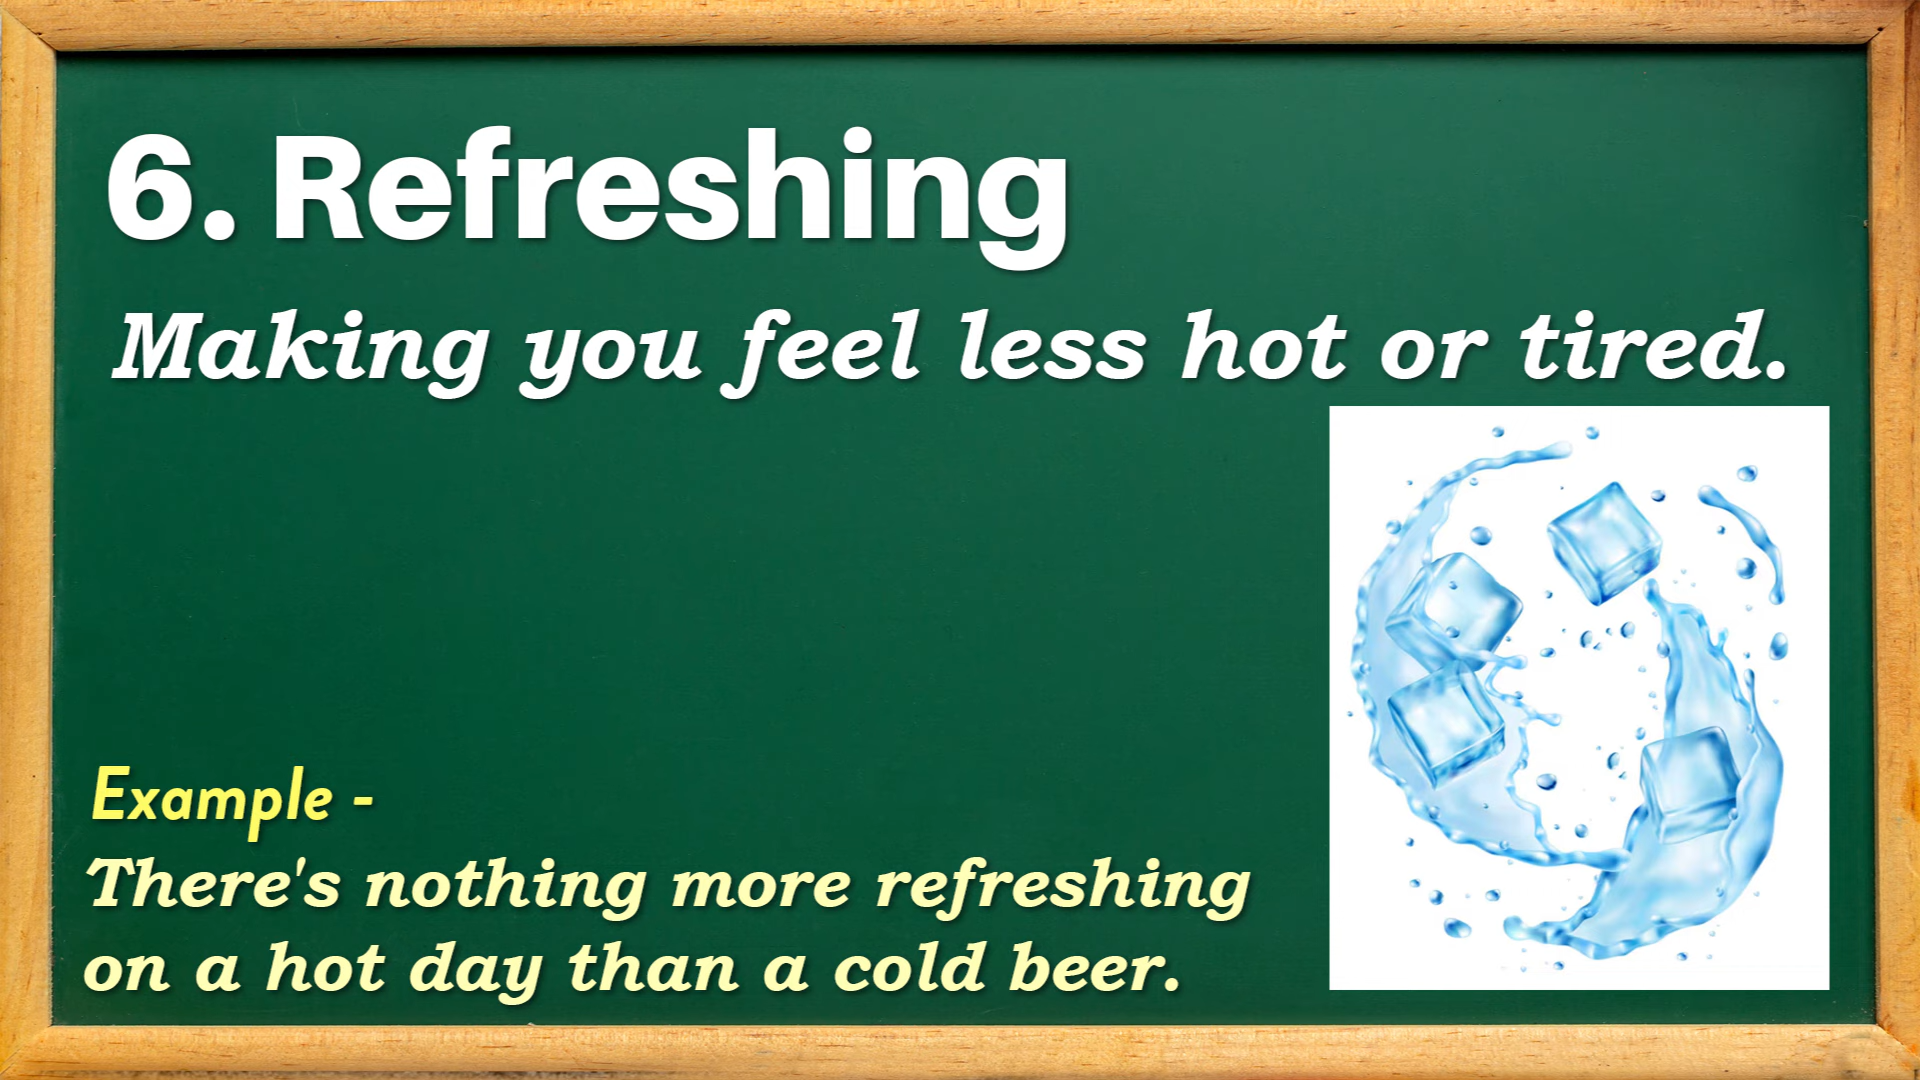 6. Refreshing
Making you feel less hot or tired.
Example -
There's nothing more refreshing
on a hot day than a cold beer.